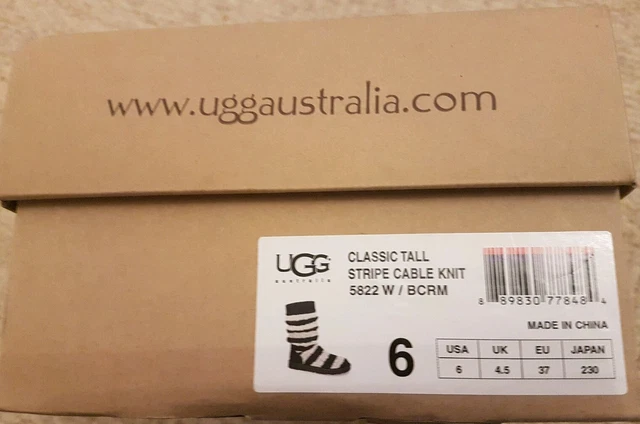 www.uggaustralia.com
UGG
australia
CLASSIC TALL
STRIPE CABLE KNIT
5822 W / BCRM
8 89830 77848 4
MADE IN CHINA
6
USA UK EU JAPAN
6 4.5 37 230